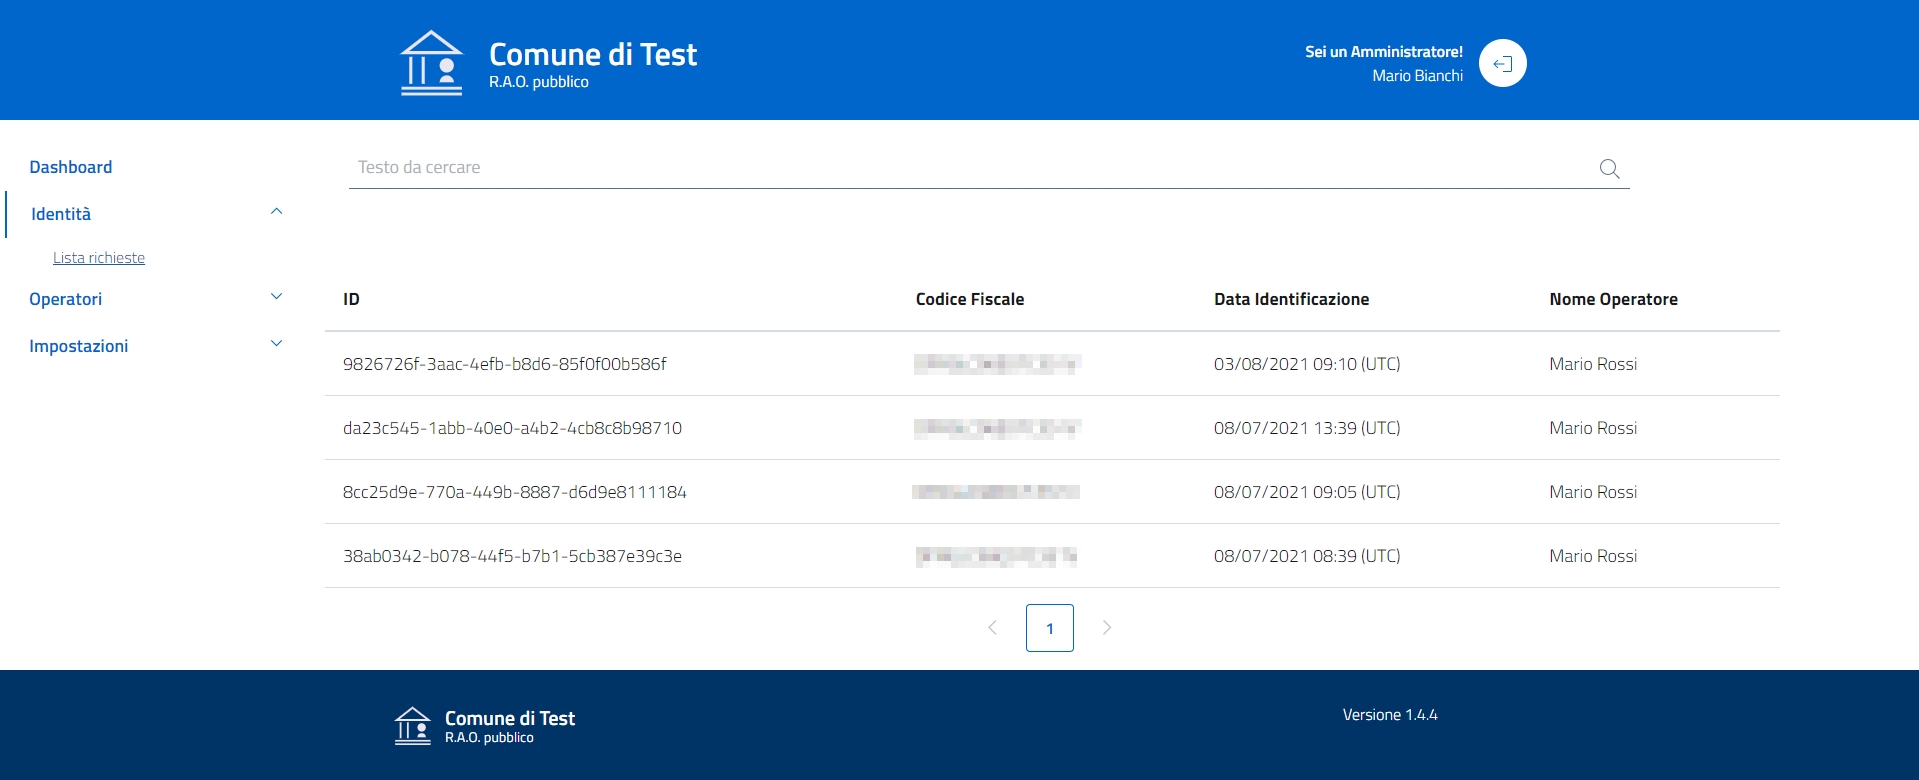 Comune di Test
R.A.O. pubblico
Sei un Amministratore!
Mario Bianchi
Dashboard
Identità
Lista richieste
Operatori
Impostazioni
Testo da cercare
ID Codice Fiscale Data Identificazione Nome Operatore
9826726f-3aac-4efb-b8d6-85f0f00b586f 03/08/2021 09:10 (UTC) Mario Rossi
da23c545-1abb-40e0-a4b2-4cb8c8b98710 08/07/2021 13:39 (UTC) Mario Rossi
8cc25d9e-770a-449b-8887-d6d9e8111184 08/07/2021 09:05 (UTC) Mario Rossi
38ab0342-b078-44f5-b7b1-5cb387e39c3e 08/07/2021 08:39 (UTC) Mario Rossi
1
Comune di Test
R.A.O. pubblico
Versione 1.4.4